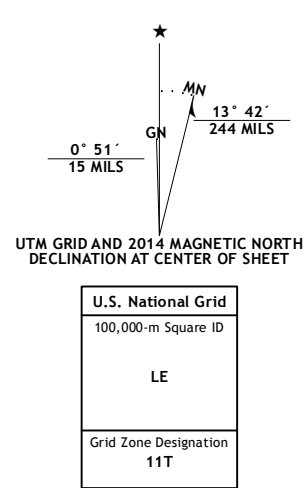 ★
MN
GN
13° 42´
244 MILS
0° 51´
15 MILS
UTM GRID AND 2014 MAGNETIC NORTH
DECLINATION AT CENTER OF SHEET
U.S. National Grid
100,000-m Square ID
LE
Grid Zone Designation
11T